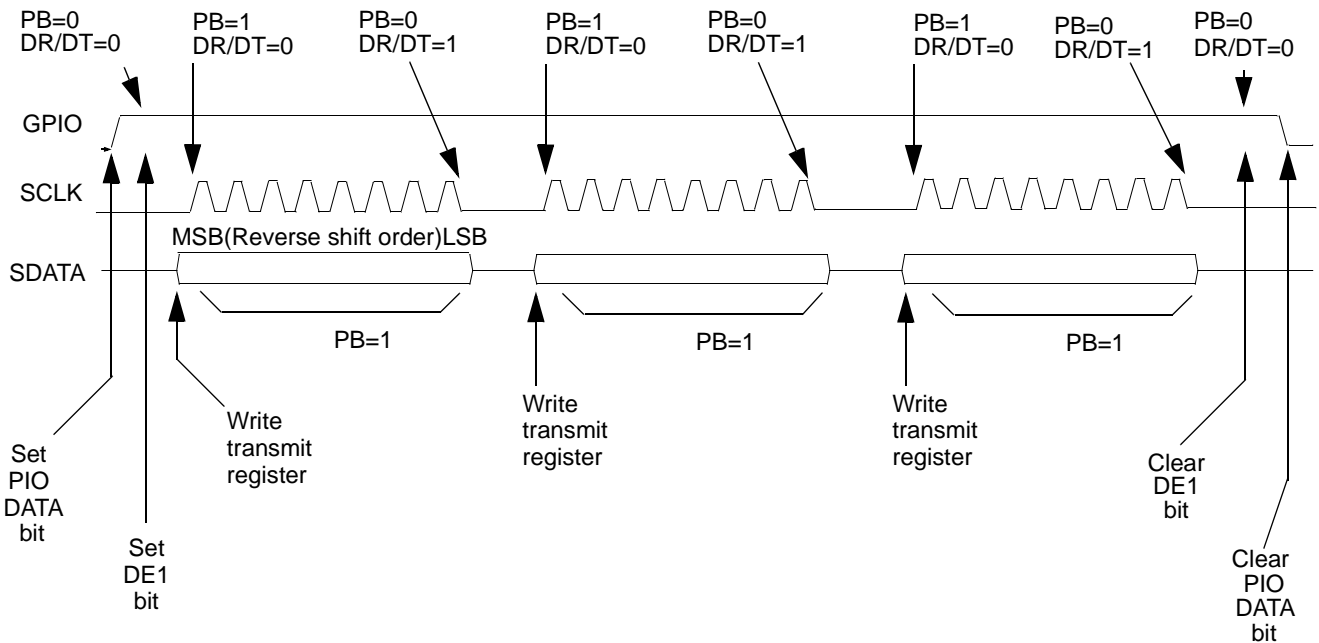 PB=0
DR/DT=0
PB=1
DR/DT=0
PB=0
DR/DT=1
PB=1
DR/DT=0
PB=0
DR/DT=1
PB=1
DR/DT=0
PB=0
DR/DT=1
PB=0
DR/DT=0
GPIO
SCLK
MSB(Reverse shift order)LSB
SDATA
PB=1
PB=1
PB=1
Set
PIO
DATA
bit
Set
DE1
bit
Write
transmit
register
Write
transmit
register
Write
transmit
register
Clear
DE1
bit
Clear
PIO
DATA
bit